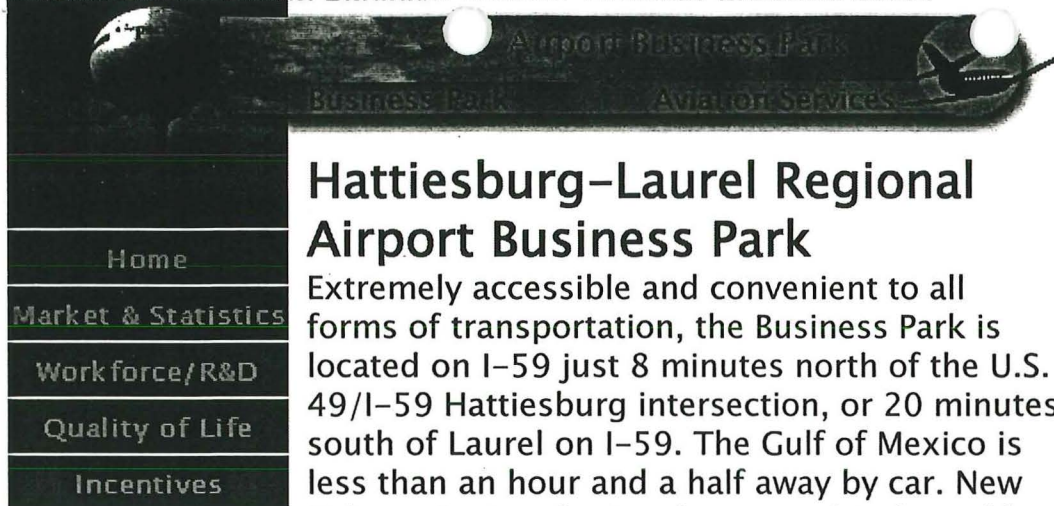 Airport Business Park
Business Park Aviation Services
Home
Market & Statistics
Workforce/R&D
Quality of Life
Incentives
Hattiesburg-Laurel Regional
Airport Business Park
Extremely accessible and convenient to all
forms of transportation, the Business Park is
located on I-59 just 8 minutes north of the U.S.
49/I-59 Hattiesburg intersection, or 20 minutes
south of Laurel on I-59. The Gulf of Mexico is
less than an hour and a half away by car. New